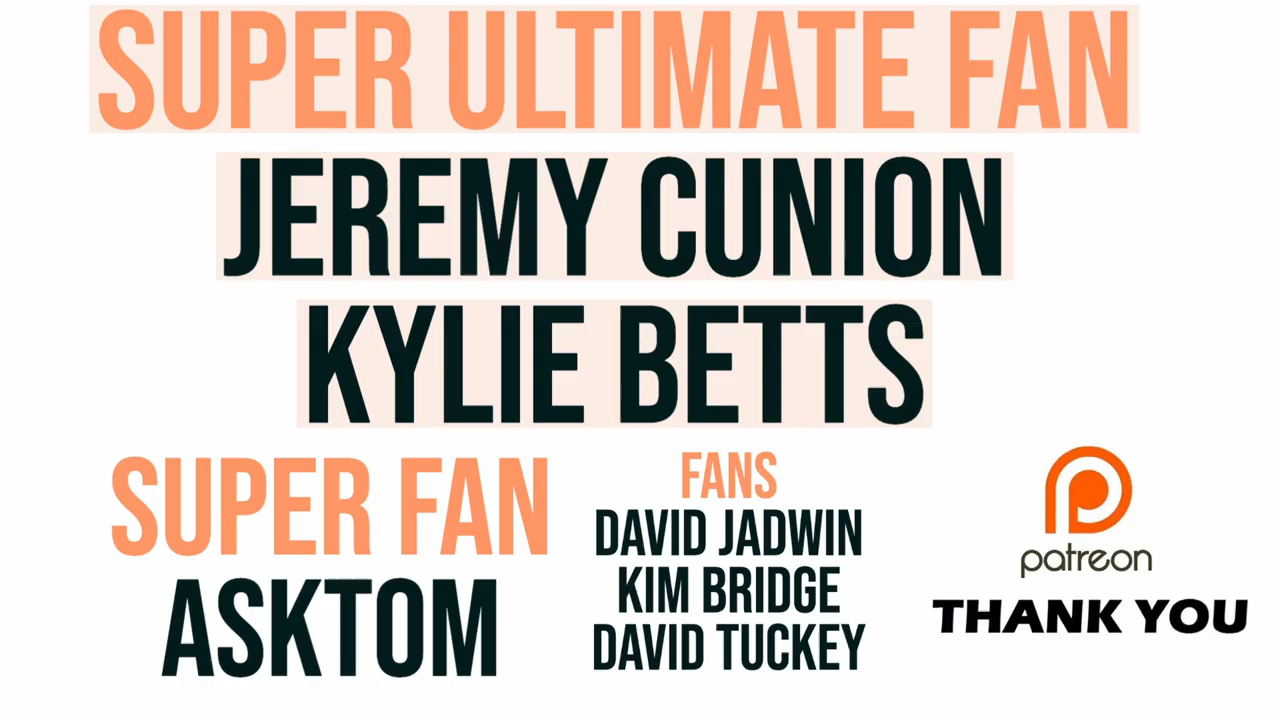 SUPER ULTIMATE FAN
JEREMY CUNION
KYLIE BETTS
SUPER FAN
ASKTOM
FANS
DAVID JADWIN
KIM BRIDGE
DAVID TUCKEY
patreon
THANK YOU